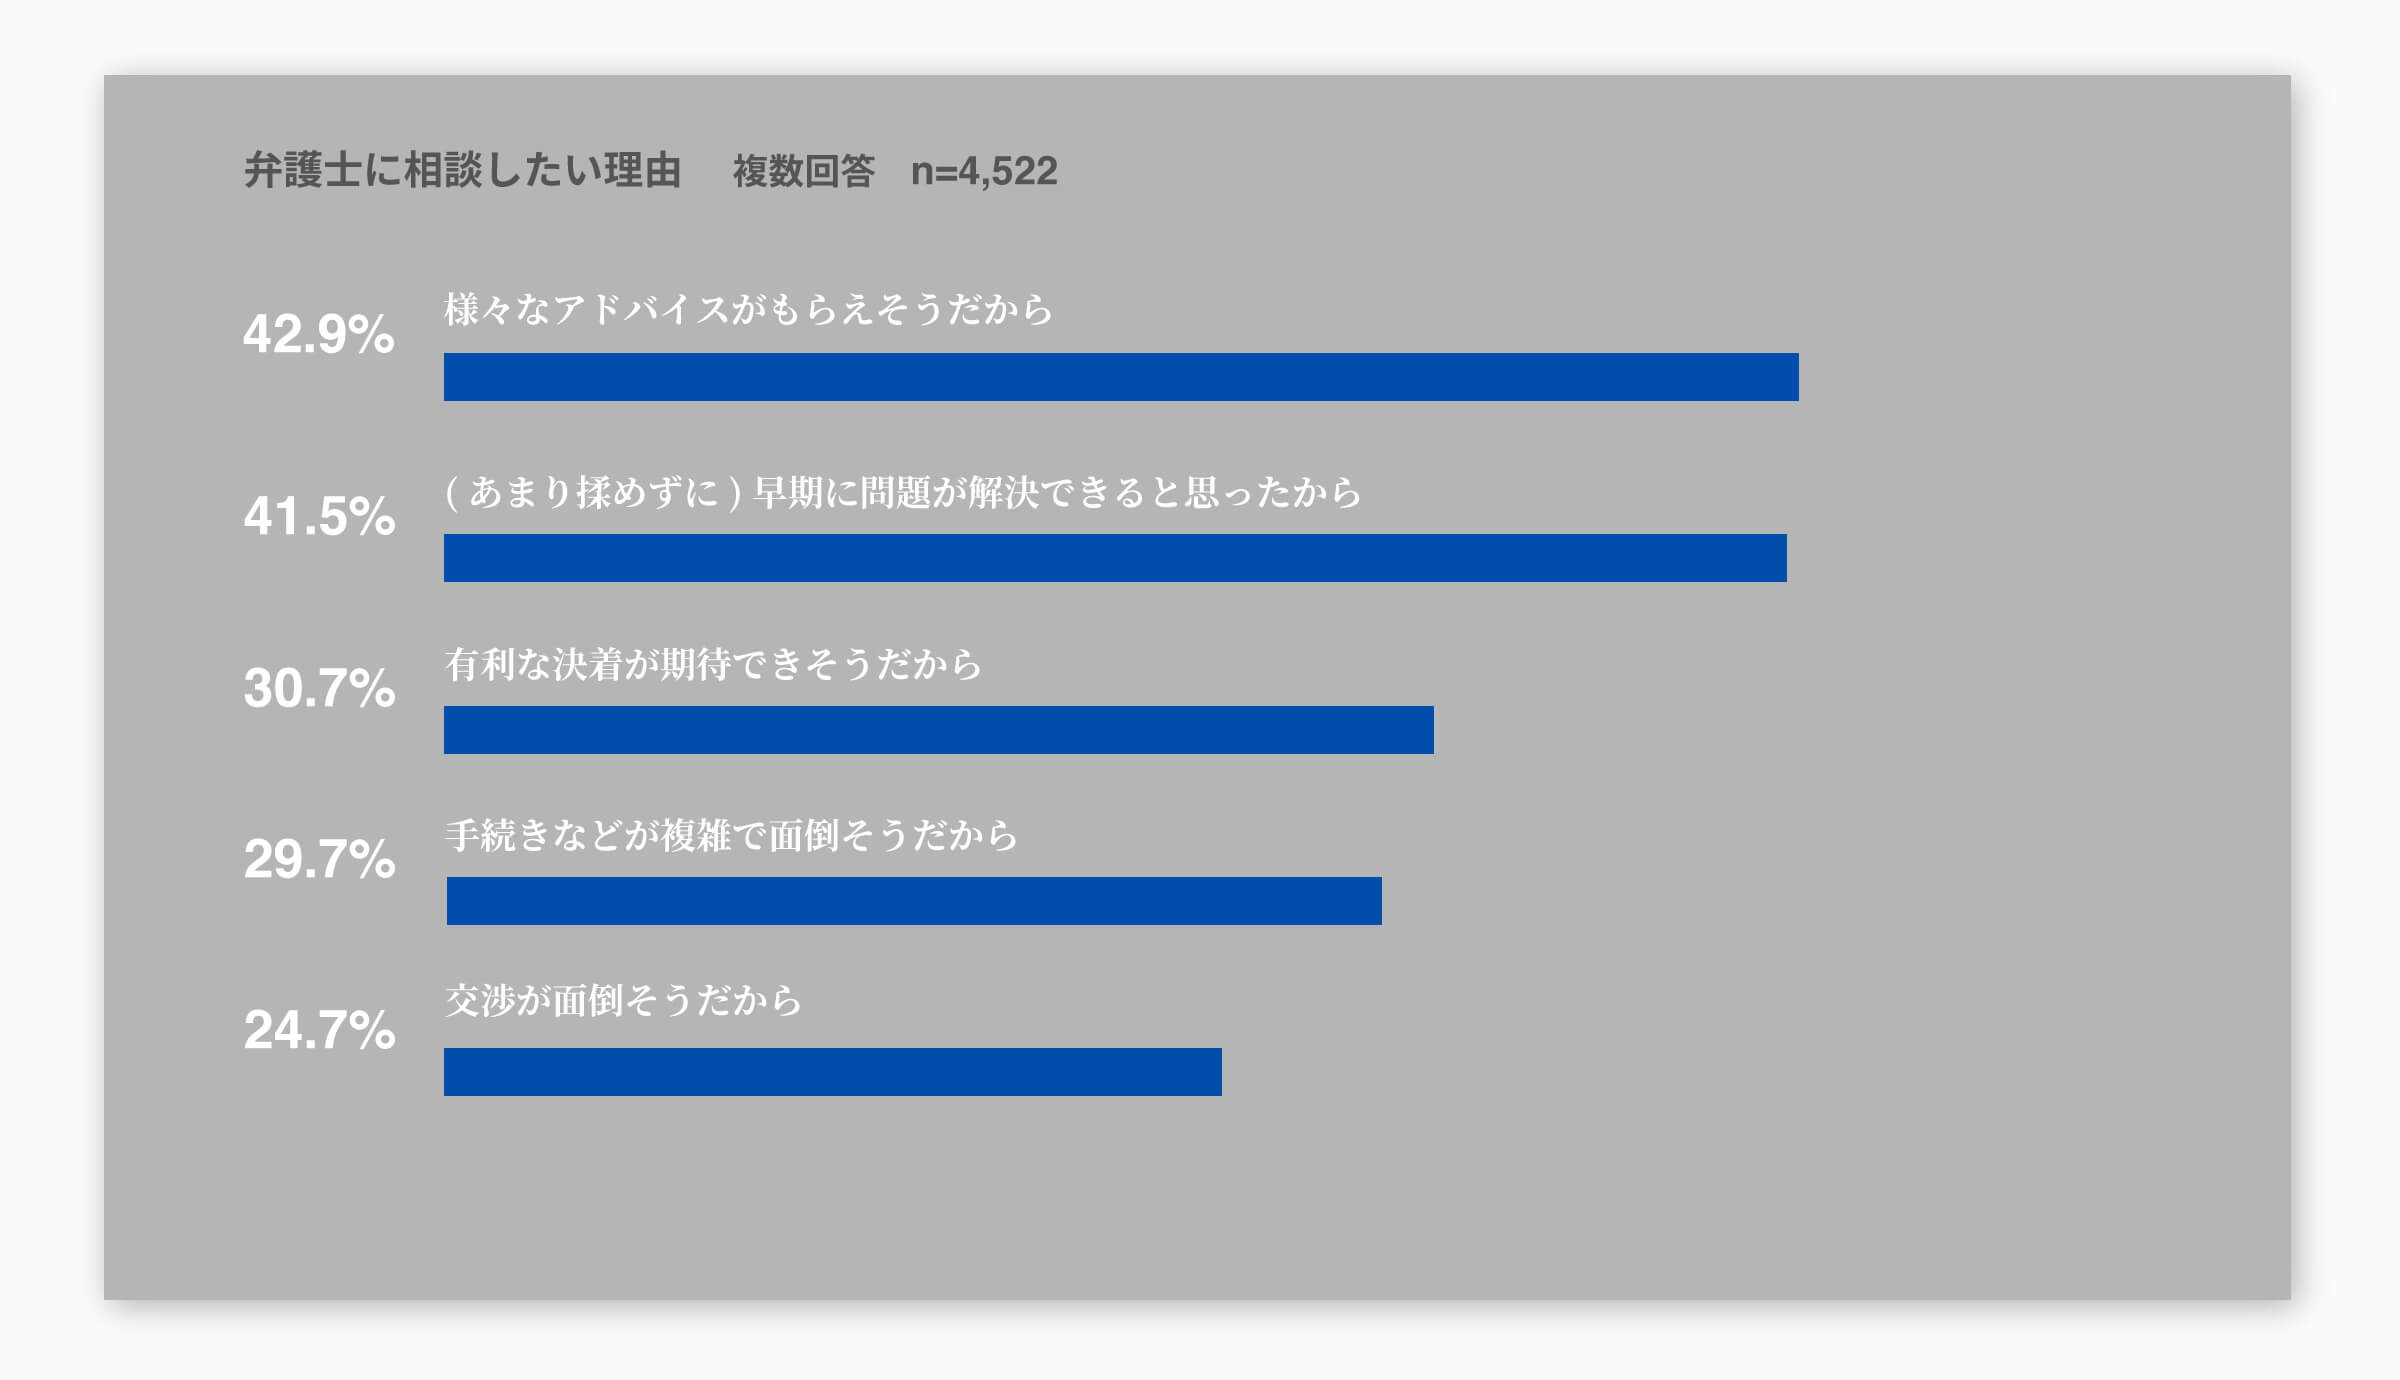 弁護士に相談したい理由　複数回答　n=4,522
様々なアドバイスがもらえそうだから
42.9%
( あまり揉めずに ) 早期に問題が解決できると思ったから
41.5%
有利な決着が期待できそうだから
30.7%
手続きなどが複雑で面倒そうだから
29.7%
交渉が面倒そうだから
24.7%